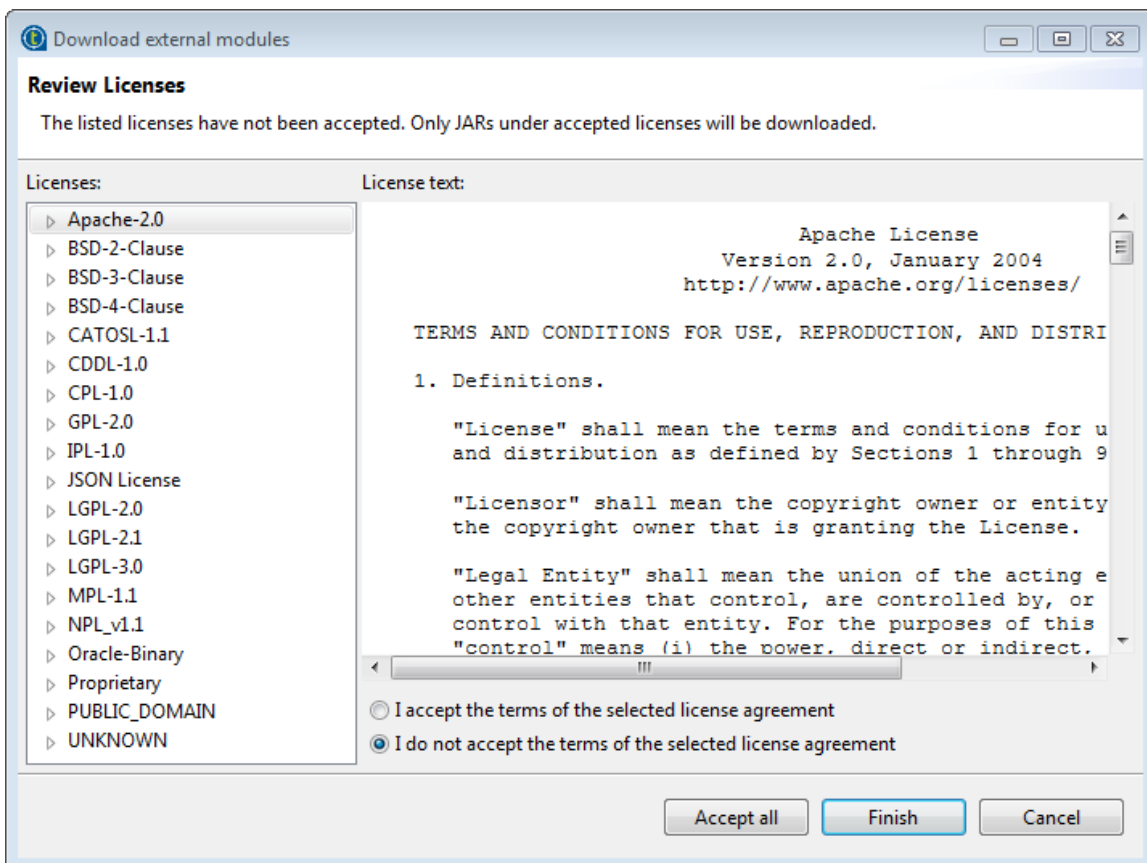 Download external modules
Review Licenses
The listed licenses have not been accepted. Only JARs under accepted licenses will be downloaded.
Licenses:
Apache-2.0
BSD-2-Clause
BSD-3-Clause
BSD-4-Clause
CATOSL-1.1
CDDL-1.0
CPL-1.0
GPL-2.0
IPL-1.0
JSON License
LGPL-2.0
LGPL-2.1
LGPL-3.0
MPL-1.1
NPL_v1.1
Oracle-Binary
Proprietary
PUBLIC_DOMAIN
UNKNOWN
License text:
Apache License
Version 2.0, January 2004
http://www.apache.org/licenses/
TERMS AND CONDITIONS FOR USE, REPRODUCTION, AND DISTRI
1. Definitions.
"License" shall mean the terms and conditions for u
and distribution as defined by Sections 1 through 9
"Licensor" shall mean the copyright owner or entity
the copyright owner that is granting the License.
"Legal Entity" shall mean the union of the acting e
other entities that control, are controlled by, or
control with that entity. For the purposes of this
"control" means (i) the power, direct or indirect,
I accept the terms of the selected license agreement
I do not accept the terms of the selected license agreement
Accept all
Finish
Cancel